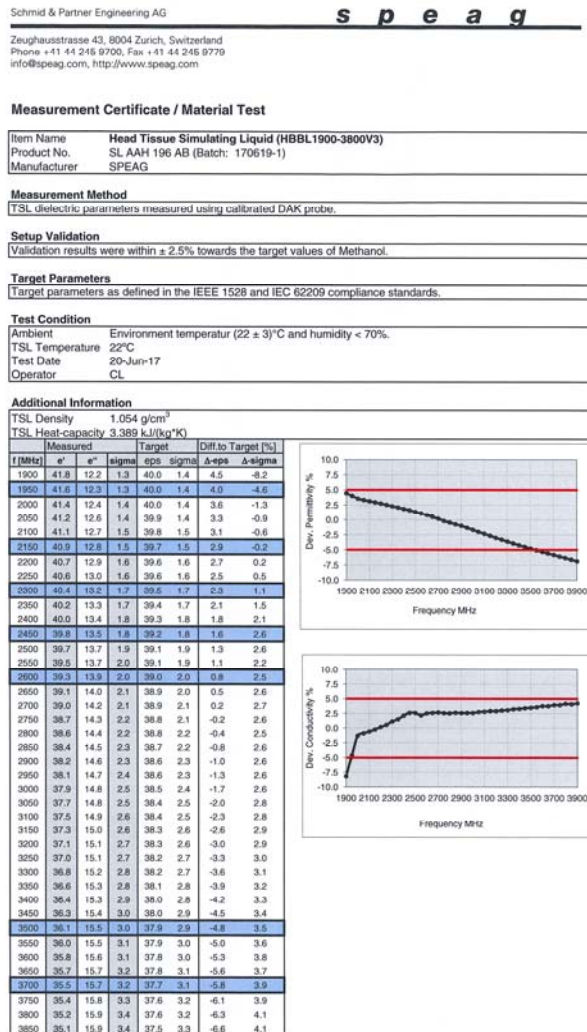 Schmid & Partner Engineering AG
s p e a g
Zeughausstrasse 43, 8004 Zurich, Switzerland
Phone +41 44 245 9700, Fax +41 44 245 9779
info@speag.com, http://www.speag.com
Measurement Certificate / Material Test
Item Name Head Tissue Simulating Liquid (HBBL1900-3800V3)
Product No. SL AAH 196 AB (Batch: 170619-1)
Manufacturer SPEAG
Measurement Method
TSL dielectric parameters measured using calibrated DAK probe.
Setup Validation
Validation results were within ± 2.5% towards the target values of Methanol.
Target Parameters
Target parameters as defined in the IEEE 1528 and IEC 62209 compliance standards.
Test Condition
Ambient Environment temperatur (22 ± 3)°C and humidity < 70%.
TSL Temperature 22°C
Test Date 20-Jun-17
Operator CL
Additional Information
TSL Density 1.054 g/cm³
TSL Heat-capacity 3.389 kJ/(kg*K)
Measured Target Diff.to Target [%]
f [MHz] e' e" sigma eps sigma Δ-eps Δ-sigma
1900 41.8 12.2 1.3 40.0 1.4 4.5 -8.2
1950 41.6 12.3 1.3 40.0 1.4 4.0 -4.6
2000 41.4 12.4 1.4 40.0 1.4 3.6 -1.3
2050 41.2 12.6 1.4 39.9 1.4 3.3 -0.9
2100 41.1 12.7 1.5 39.8 1.5 3.1 -0.6
2150 40.9 12.8 1.5 39.7 1.5 2.9 -0.2
2200 40.7 12.9 1.6 39.6 1.6 2.7 0.2
2250 40.6 13.0 1.6 39.6 1.6 2.5 0.5
2300 40.4 13.2 1.7 39.5 1.7 2.3 1.1
2350 40.2 13.3 1.7 39.4 1.7 2.1 1.5
2400 40.0 13.4 1.8 39.3 1.8 1.8 2.1
2450 39.8 13.5 1.8 39.2 1.8 1.6 2.6
2500 39.7 13.7 1.9 39.1 1.9 1.3 2.6
2550 39.5 13.7 2.0 39.1 1.9 1.1 2.2
2600 39.3 13.9 2.0 39.0 2.0 0.8 2.5
2650 39.1 14.0 2.1 38.9 2.0 0.5 2.6
2700 39.0 14.2 2.1 38.9 2.1 0.2 2.7
2750 38.7 14.3 2.2 38.8 2.1 -0.2 2.6
2800 38.6 14.4 2.2 38.8 2.2 -0.4 2.5
2850 38.4 14.5 2.3 38.7 2.2 -0.8 2.6
2900 38.2 14.6 2.3 38.6 2.3 -1.0 2.6
2950 38.1 14.7 2.4 38.6 2.3 -1.3 2.6
3000 37.9 14.8 2.5 38.5 2.4 -1.7 2.6
3050 37.7 14.8 2.5 38.4 2.5 -2.0 2.8
3100 37.5 14.9 2.6 38.4 2.5 -2.3 2.8
3150 37.3 15.0 2.6 38.3 2.6 -2.6 2.9
3200 37.1 15.1 2.7 38.3 2.6 -3.0 2.9
3250 37.0 15.1 2.7 38.2 2.7 -3.3 3.0
3300 36.8 15.2 2.8 38.2 2.7 -3.6 3.1
3350 36.6 15.3 2.8 38.1 2.8 -3.9 3.2
3400 36.4 15.3 2.9 38.0 2.8 -4.2 3.3
3450 36.3 15.4 3.0 38.0 2.9 -4.5 3.4
3500 36.1 15.5 3.0 37.9 2.9 -4.8 3.5
3550 36.0 15.5 3.1 37.9 3.0 -5.0 3.6
3600 35.8 15.6 3.1 37.8 3.0 -5.3 3.8
3650 35.7 15.7 3.2 37.8 3.1 -5.6 3.7
3700 35.5 15.7 3.2 37.7 3.1 -5.8 3.9
3750 35.4 15.8 3.3 37.6 3.2 -6.1 3.9
3800 35.2 15.9 3.4 37.6 3.2 -6.3 4.1
3850 35.1 15.9 3.4 37.5 3.3 -6.6 4.1
Dev. Permittivity %
10.0
7.5
5.0
2.5
0.0
-2.5
-5.0
-7.5
-10.0
1900 2100 2300 2500 2700 2900 3100 3300 3500 3700 3900
Frequency MHz
Dev. Conductivity %
10.0
7.5
5.0
2.5
0.0
-2.5
-5.0
-7.5
-10.0
1900 2100 2300 2500 2700 2900 3100 3300 3500 3700 3900
Frequency MHz